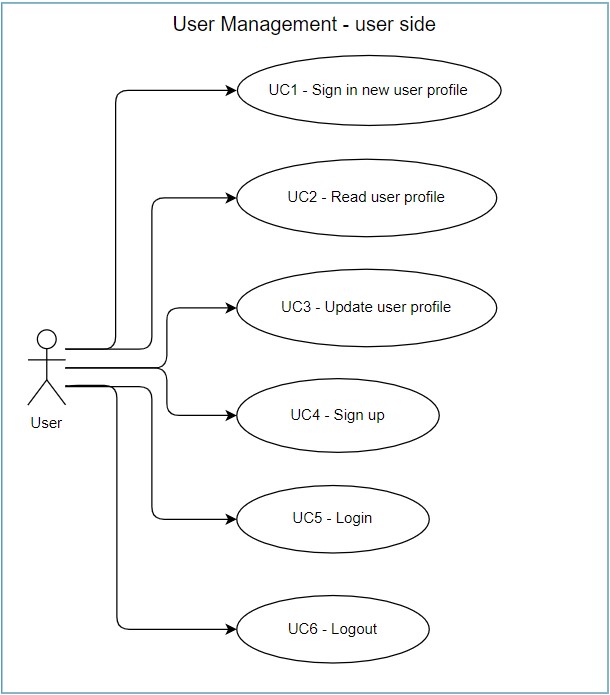 User Management - user side
UC1 - Sign in new user profile
UC2 - Read user profile
UC3 - Update user profile
User
UC4 - Sign up
UC5 - Login
UC6 - Logout